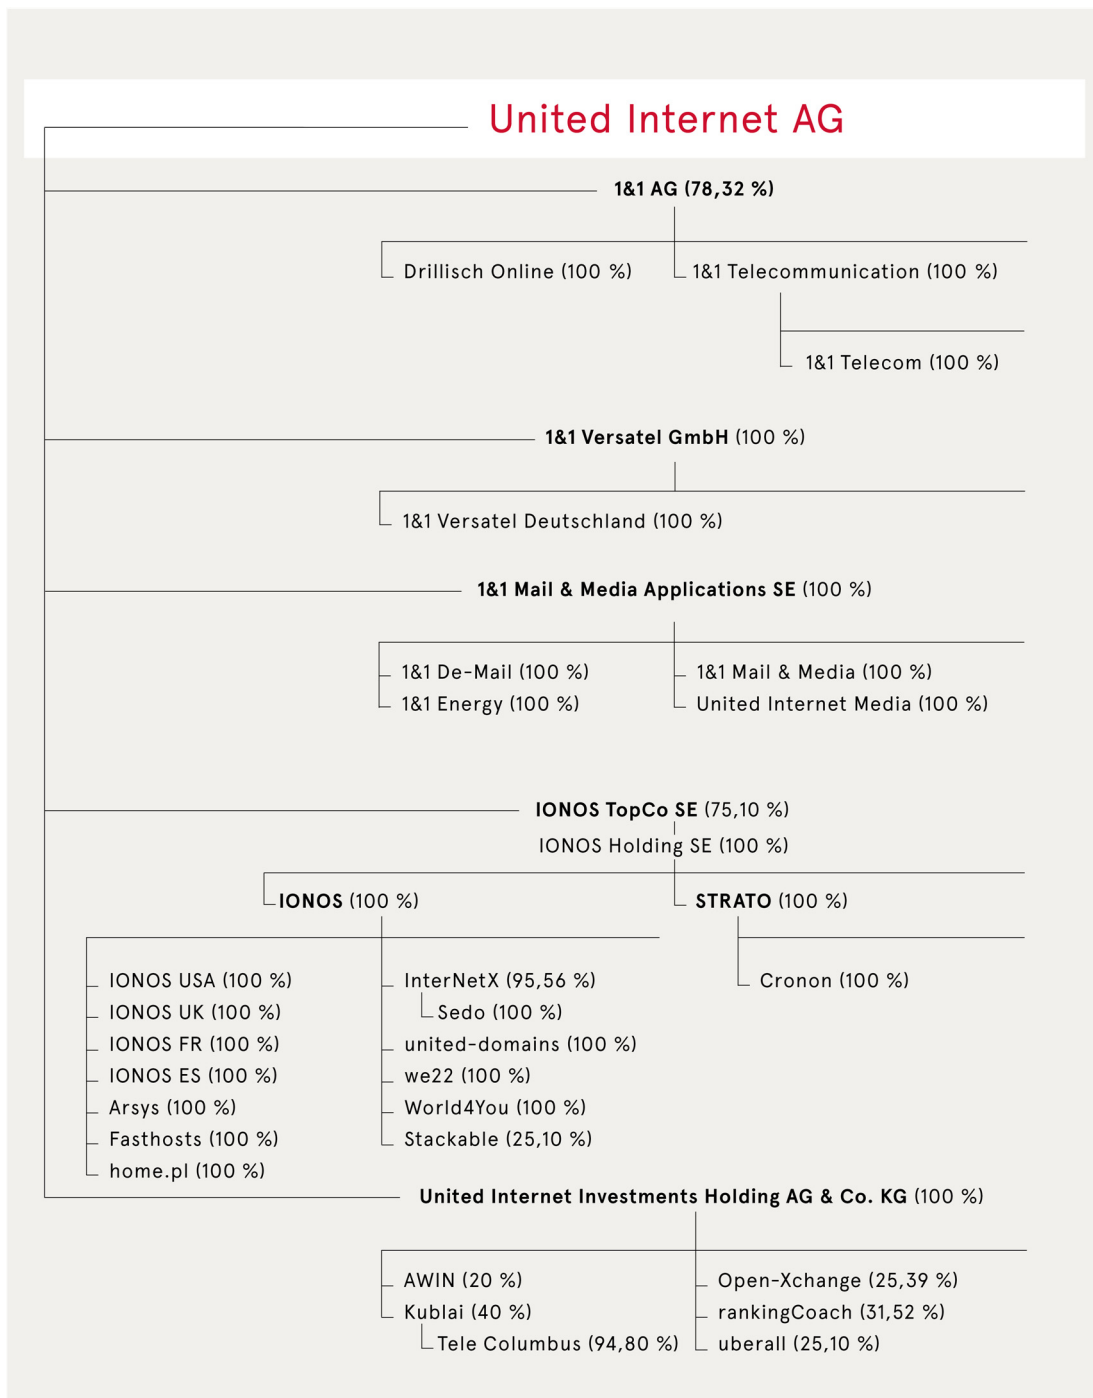 United Internet AG
1&1 AG (78,32 %)
Drillisch Online (100 %)
1&1 Telecommunication (100 %)
1&1 Telecom (100 %)
1&1 Versatel GmbH (100 %)
1&1 Versatel Deutschland (100 %)
1&1 Mail & Media Applications SE (100 %)
1&1 De-Mail (100 %)
1&1 Energy (100 %)
1&1 Mail & Media (100 %)
United Internet Media (100 %)
IONOS TopCo SE (75,10 %)
IONOS Holding SE (100 %)
IONOS (100 %)
STRATO (100 %)
IONOS USA (100 %)
IONOS UK (100 %)
IONOS FR (100 %)
IONOS ES (100 %)
Arsys (100 %)
Fasthosts (100 %)
home.pl (100 %)
InterNetX (95,56 %)
Sedo (100 %)
united-domains (100 %)
we22 (100 %)
World4You (100 %)
Stackable (25,10 %)
Cronon (100 %)
United Internet Investments Holding AG & Co. KG (100 %)
AWIN (20 %)
Kublai (40 %)
Tele Columbus (94,80 %)
Open-Xchange (25,39 %)
rankingCoach (31,52 %)
uberall (25,10 %)